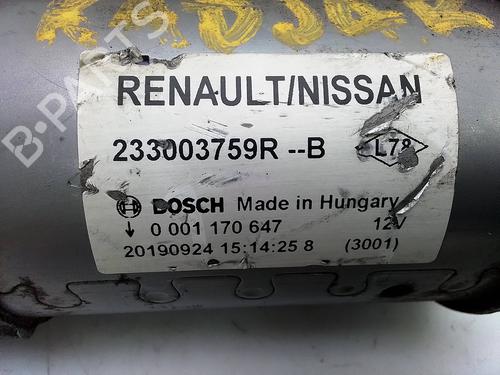 RENAULT/NISSAN
233003759R --B L78
BOSCH Made in Hungary
0 001 170 647 12V
20190924 15:14:25 8 (3001)
B-PARTS